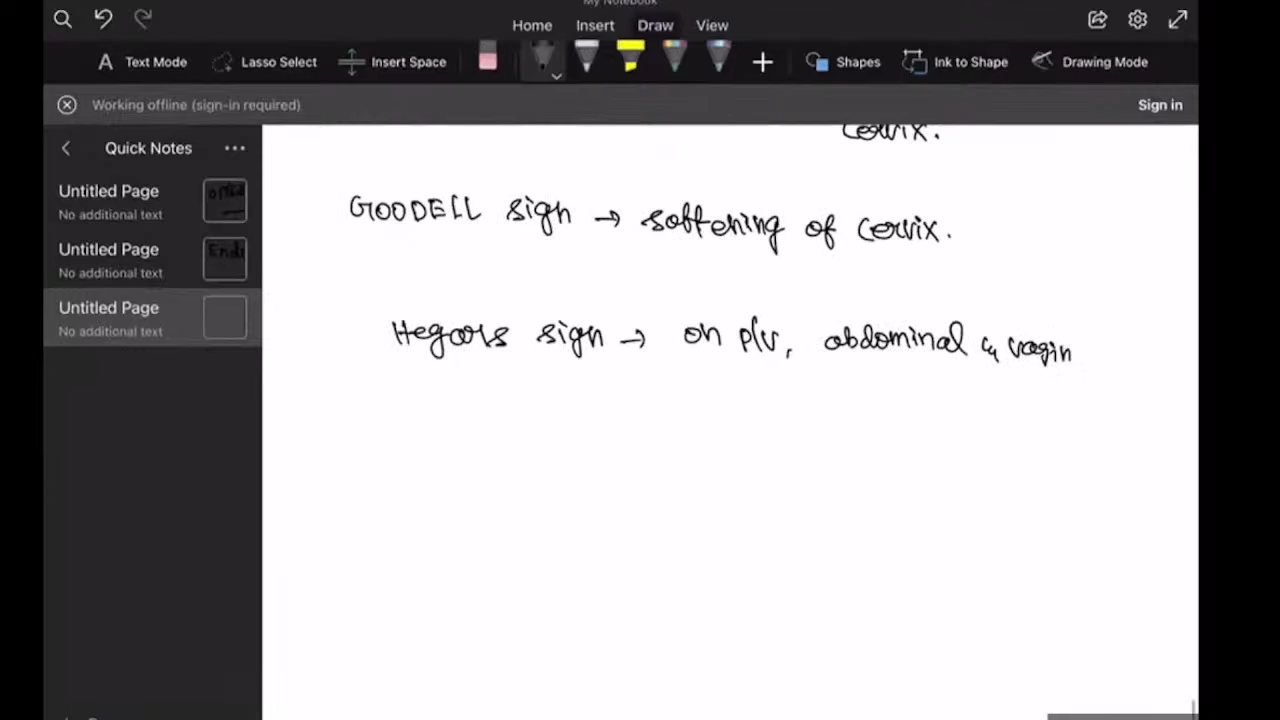 My Notebook
Home Insert Draw View
Text Mode Lasso Select Insert Space Shapes Ink to Shape Drawing Mode
Working offline (sign-in required) Sign in
Quick Notes
Untitled Page
No additional text
Untitled Page
No additional text
Untitled Page
No additional text
cervix.
GOODELL sign → softening of cervix.
Hegars sign → on p/v, abdominal & vagin